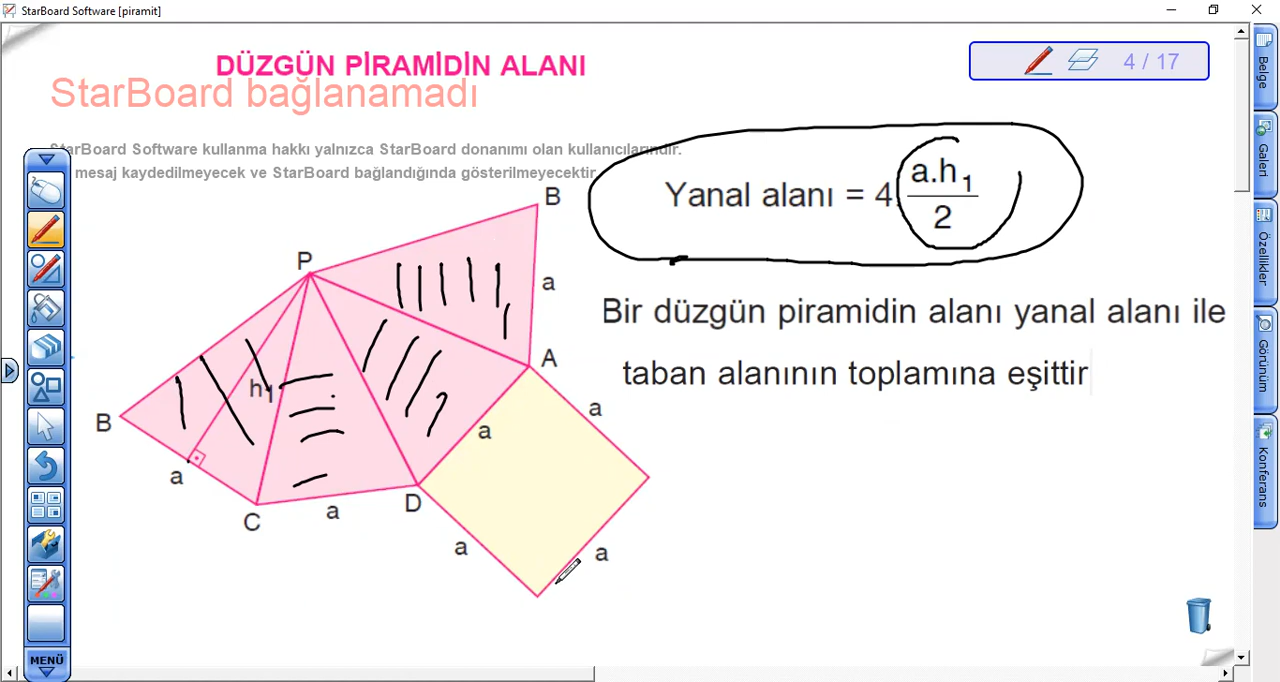 StarBoard Software [piramit]
DÜZGÜN PİRAMİDİN ALANI
StarBoard bağlanamadı
4 / 17
StarBoard Software kullanma hakkı yalnızca StarBoard donanımı olan kullanıcılarındır.
mesaj kaydedilmeyecek ve StarBoard bağlandığında gösterilmeyecektir.
Yanal alanı = 4. a.h1 / 2
Bir düzgün piramidin alanı yanal alanı ile
taban alanının toplamına eşittir
B
P
a
A
h1
B
a
a
a
C
a
D
a
a
Belge
Galeri
Özellikler
Görünüm
Konferans
MENÜ